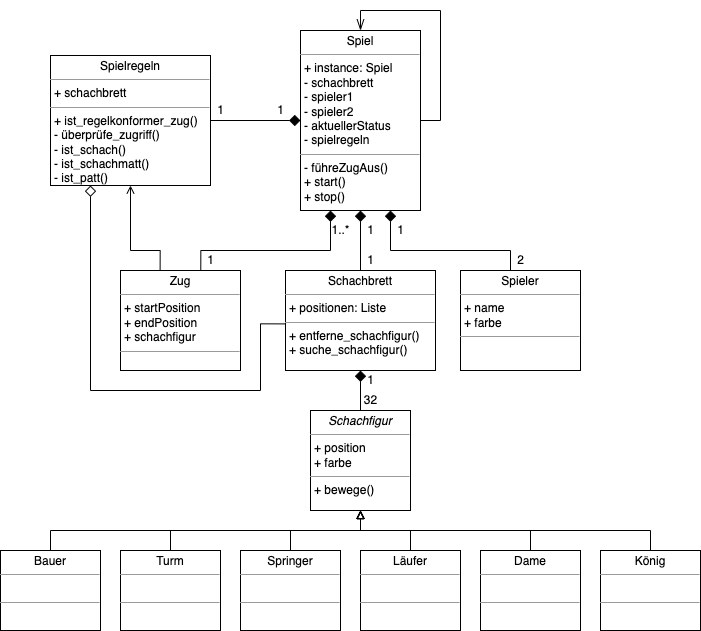 Spiel
+ instance: Spiel
- schachbrett
- spieler1
- spieler2
- aktuellerStatus
- spielregeln
- führeZugAus()
+ start()
+ stop()
Spielregeln
+ schachbrett
+ ist_regelkonformer_zug()
- überprüfe_zugriff()
- ist_schach()
- ist_schachmatt()
- ist_patt()
1
1
1..*
1
1
1
1
2
Zug
+ startPosition
+ endPosition
+ schachfigur
Schachbrett
+ positionen: Liste
+ entferne_schachfigur()
+ suche_schachfigur()
Spieler
+ name
+ farbe
1
32
Schachfigur
+ position
+ farbe
+ bewege()
Bauer
Turm
Springer
Läufer
Dame
König